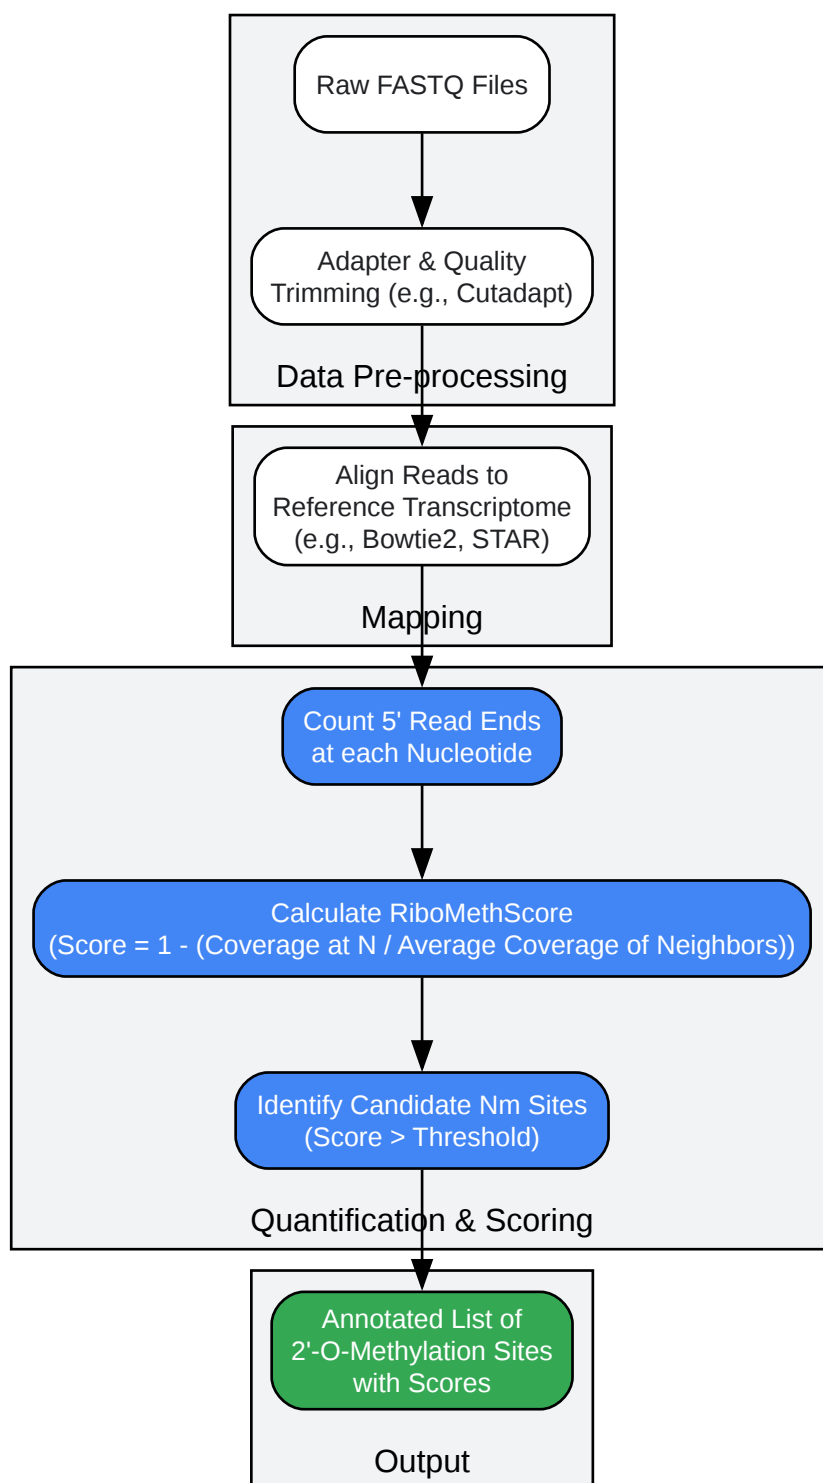 Raw FASTQ Files
Adapter & Quality
Trimming (e.g., Cutadapt)
Data Pre-processing
Align Reads to
Reference Transcriptome
(e.g., Bowtie2, STAR)
Mapping
Count 5' Read Ends
at each Nucleotide
Calculate RiboMethScore
(Score = 1 - (Coverage at N / Average Coverage of Neighbors))
Identify Candidate Nm Sites
(Score > Threshold)
Quantification & Scoring
Annotated List of
2'-O-Methylation Sites
with Scores
Output